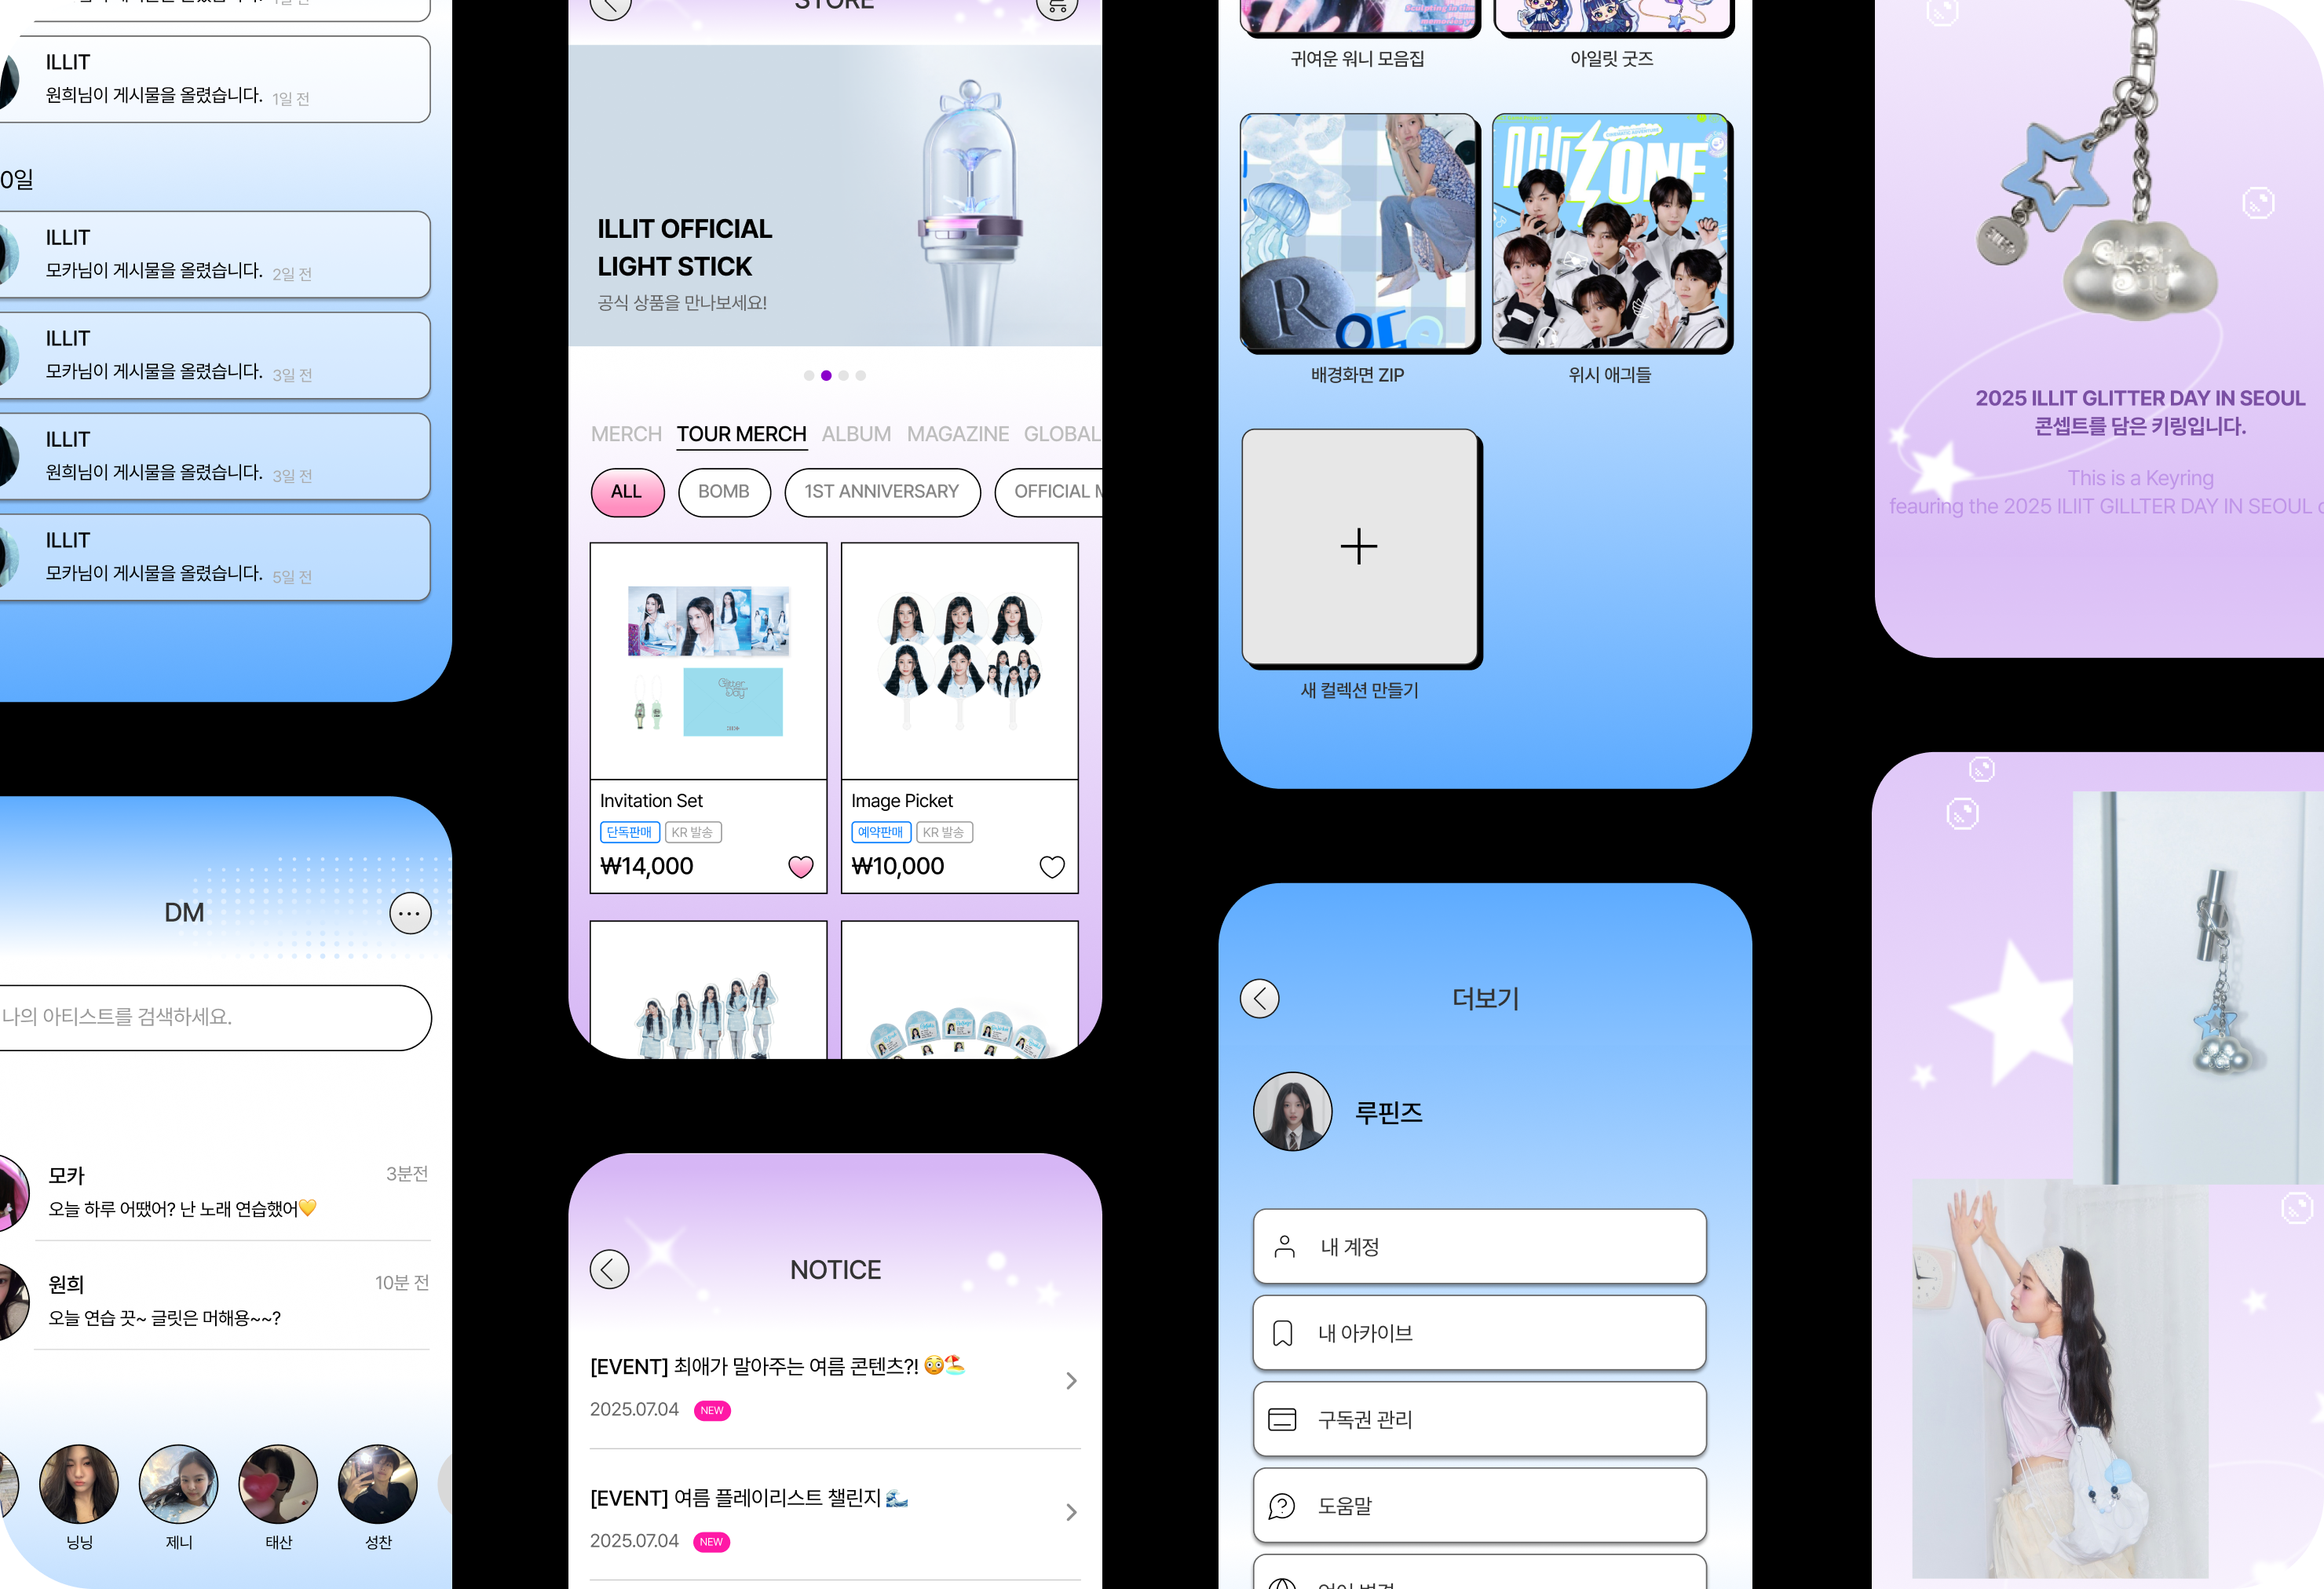 ILLIT
원희님이 게시물을 올렸습니다. 1일 전
0일
ILLIT
모카님이 게시물을 올렸습니다. 2일 전
ILLIT
모카님이 게시물을 올렸습니다. 3일 전
ILLIT
원희님이 게시물을 올렸습니다. 3일 전
ILLIT
모카님이 게시물을 올렸습니다. 5일 전
DM
나의 아티스트를 검색하세요.
모카 3분전
오늘 하루 어땠어? 난 노래 연습했어💛
원희 10분 전
오늘 연습 끗~ 글릿은 머해용~~?
닝닝 제니 태산 성찬
STORE
ILLIT OFFICIAL
LIGHT STICK
공식 상품을 만나보세요!
MERCH TOUR MERCH ALBUM MAGAZINE GLOBAL
ALL BOMB 1ST ANNIVERSARY OFFICIAL M
Glitter
Day
Invitation Set
단독판매 KR 발송
₩14,000
Image Picket
예약판매 KR 발송
₩10,000
NOTICE
[EVENT] 최애가 말아주는 여름 콘텐츠?! 😳🏖️
2025.07.04 NEW
[EVENT] 여름 플레이리스트 챌린지🌊
2025.07.04 NEW
귀여운 워니 모음집
아일릿 굿즈
R
ZONE
배경화면 ZIP
위시 애긔들
새 컬렉션 만들기
더보기
루핀즈
내 계정
내 아카이브
구독권 관리
도움말
2025 ILLIT GLITTER DAY IN SEOUL
콘셉트를 담은 키링입니다.
This is a Keyring
feauring the 2025 ILIIT GILLTER DAY IN SEOUL